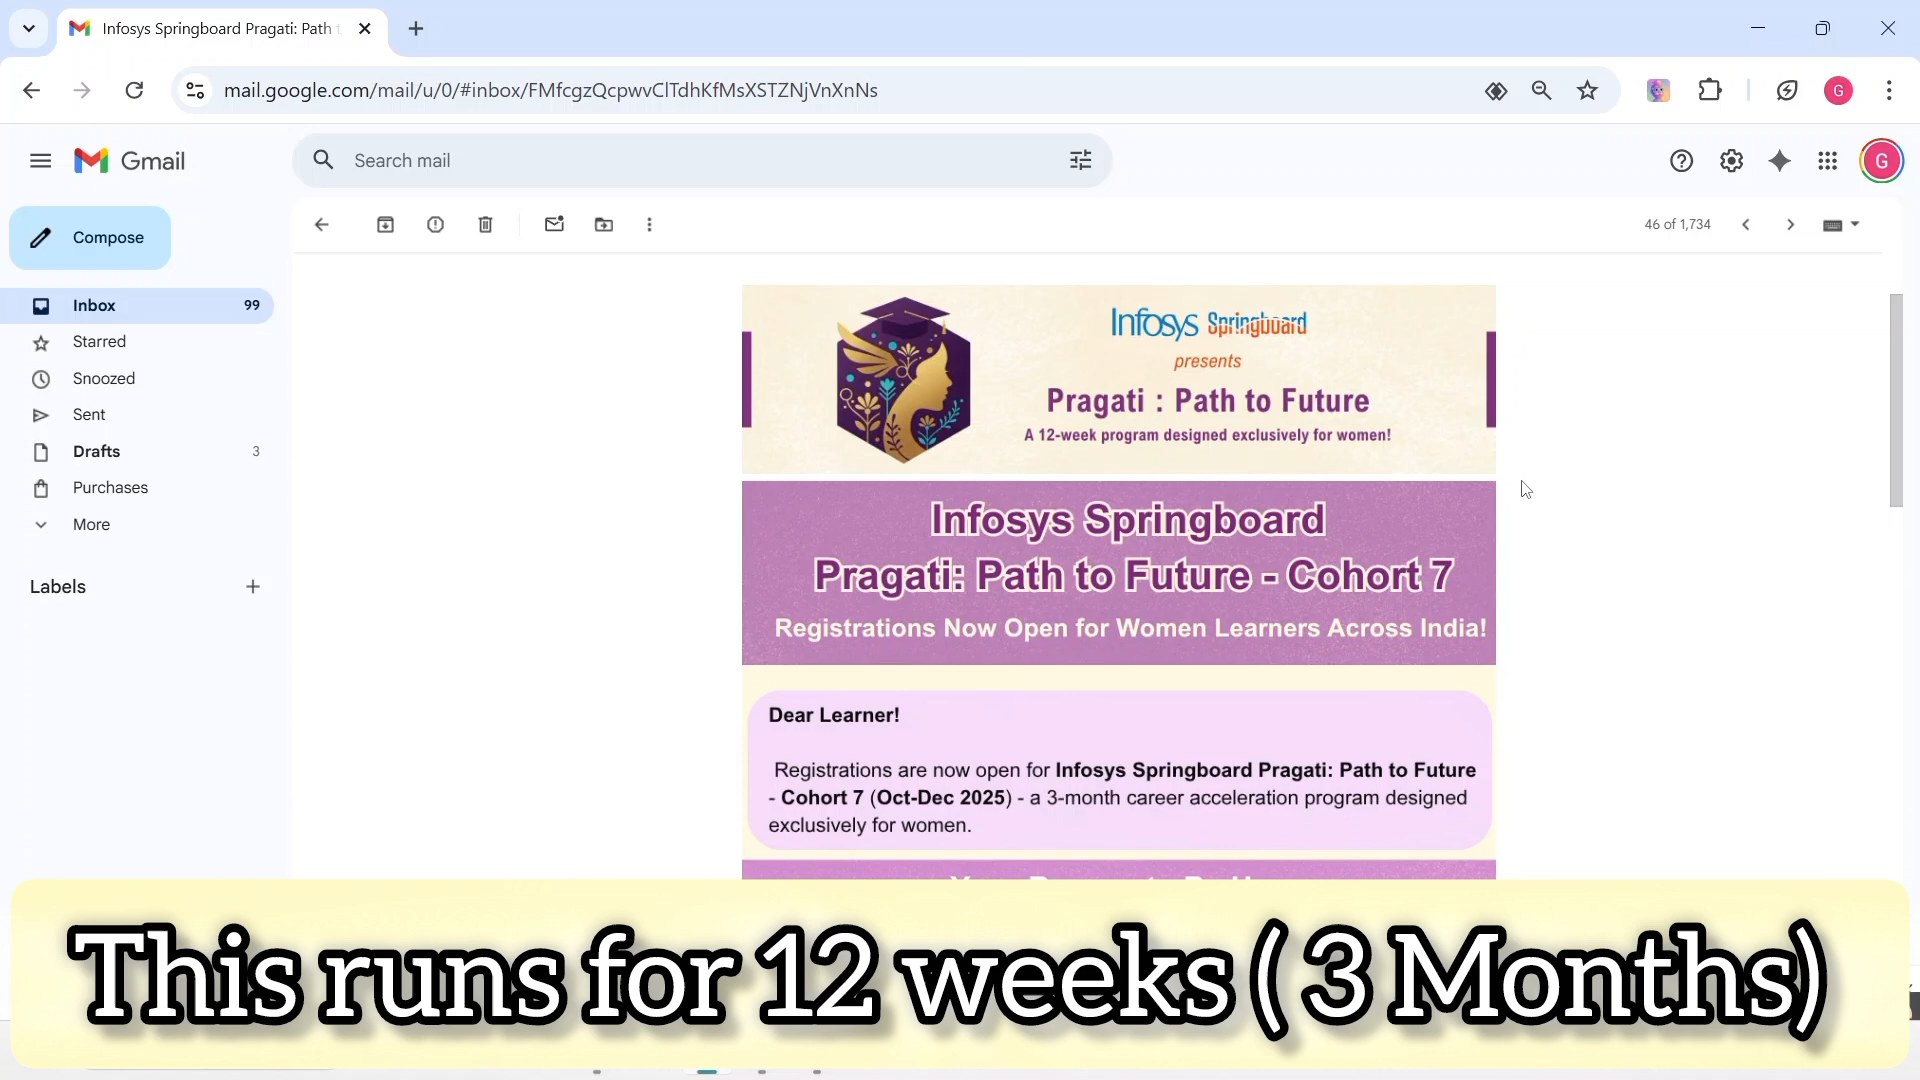 Infosys Springboard Pragati: Path t
mail.google.com/mail/u/0/#inbox/FMfcgzQcpwvClTdhKfMsXSTZNjVnXnNs
G
Gmail
Search mail
G
Compose
46 of 1,734
Inbox 99
Starred
Snoozed
Sent
Drafts 3
Purchases
More
Labels
Infosys Springboard
presents
Pragati : Path to Future
A 12-week program designed exclusively for women!
Infosys Springboard
Pragati: Path to Future - Cohort 7
Registrations Now Open for Women Learners Across India!
Dear Learner!
Registrations are now open for Infosys Springboard Pragati: Path to Future
- Cohort 7 (Oct-Dec 2025) - a 3-month career acceleration program designed
exclusively for women.
This runs for 12 weeks ( 3 Months)